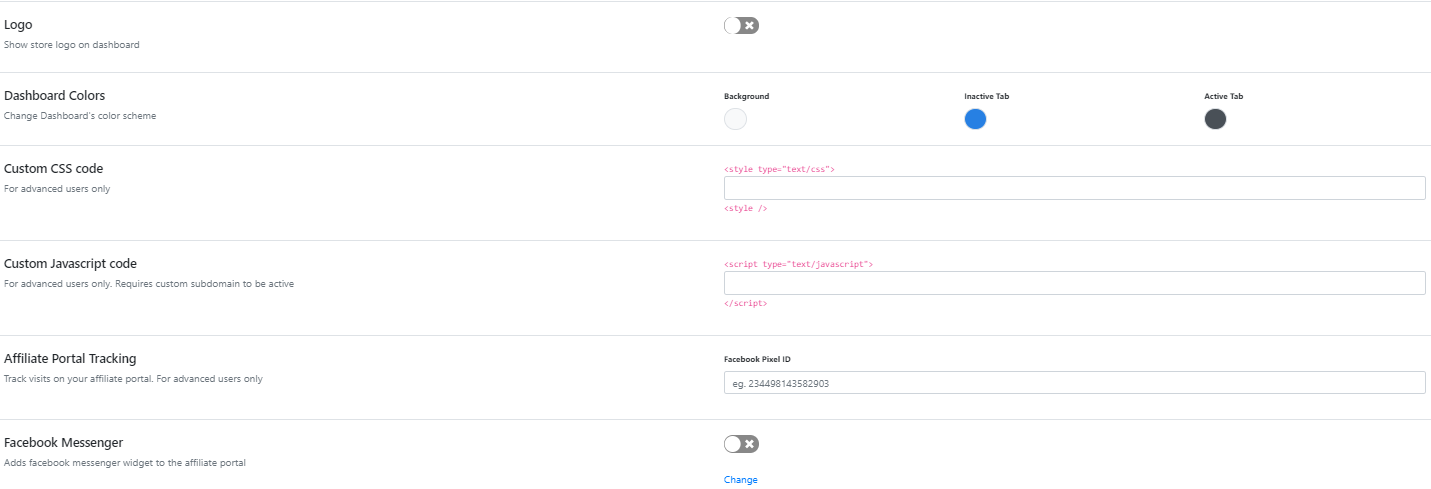 Logo
Show store logo on dashboard
Dashboard Colors
Change Dashboard's color scheme
Background
Inactive Tab
Active Tab
Custom CSS code
For advanced users only
<style type="text/css">
<style />
Custom Javascript code
For advanced users only. Requires custom subdomain to be active
<script type="text/javascript">
</script>
Affiliate Portal Tracking
Track visits on your affiliate portal. For advanced users only
Facebook Pixel ID
eg. 234498143582903
Facebook Messenger
Adds facebook messenger widget to the affiliate portal
Change